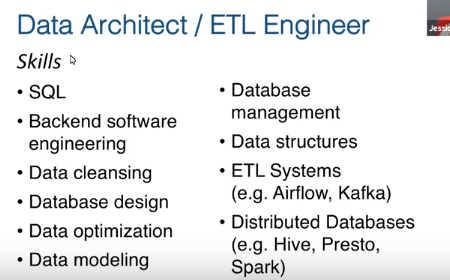 Data Architect / ETL Engineer
Skills
• SQL
• Backend software
engineering
• Data cleansing
• Database design
• Data optimization
• Data modeling
• Database
management
• Data structures
• ETL Systems
(e.g. Airflow, Kafka)
• Distributed Databases
(e.g. Hive, Presto,
Spark)